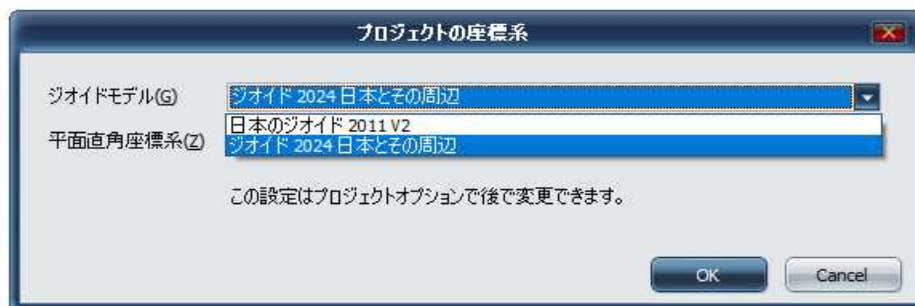 プロジェクトの座標系
ジオイドモデル(G)
ジオイド 2024 日本とその周辺
日本のジオイド 2011 V2
平面直角座標系(Z)
ジオイド 2024 日本とその周辺
この設定はプロジェクトオプションで後で変更できます。
OK
Cancel